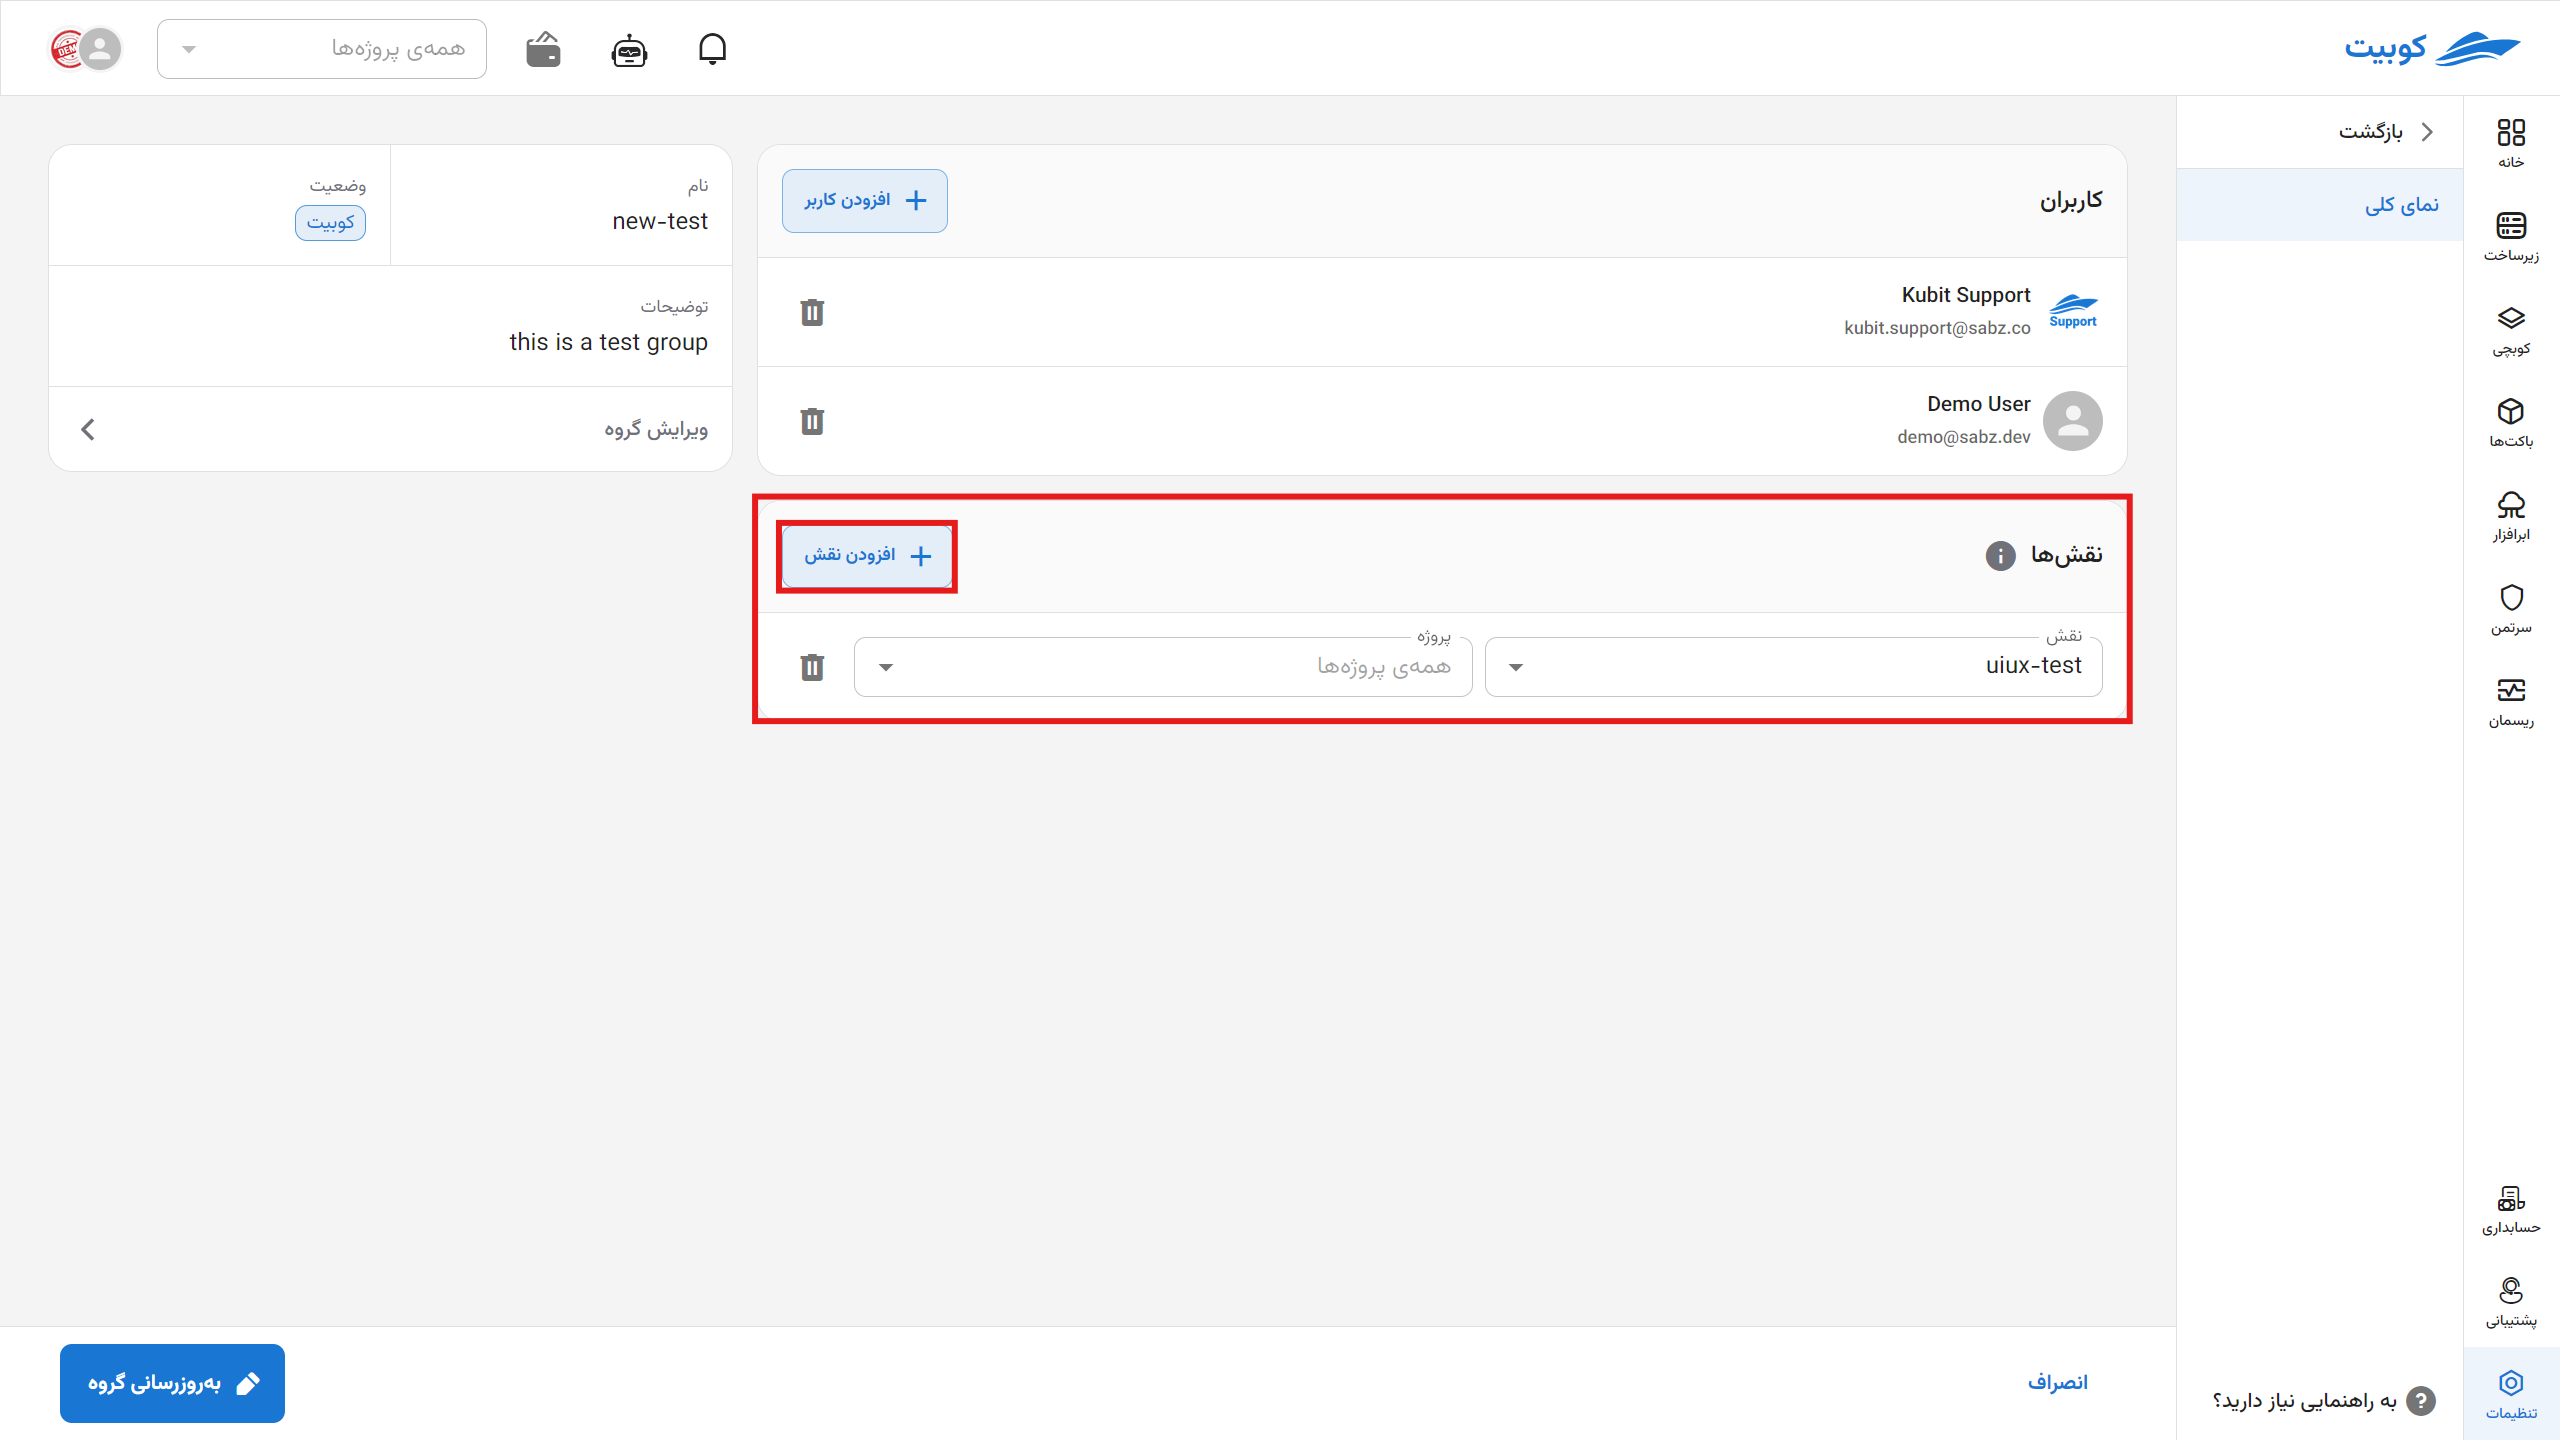 کوبیت
همه‌ی پروژه‌ها
DEMO
خانه
زیرساخت
کوبچی
باکت‌ها
ابرافزار
سرتمن
ریسمان
حسابداری
پشتیبانی
تنظیمات
بازگشت
نمای کلی
به راهنمایی نیاز دارید؟
کاربران
افزودن کاربر
Kubit Support
kubit.support@sabz.co
Support
Demo User
demo@sabz.dev
نقش‌ها
افزودن نقش
نقش
uiux-test
پروژه
همه‌ی پروژه‌ها
نام
new-test
وضعیت
کوبیت
توضیحات
this is a test group
ویرایش گروه
انصراف
به‌روزرسانی گروه